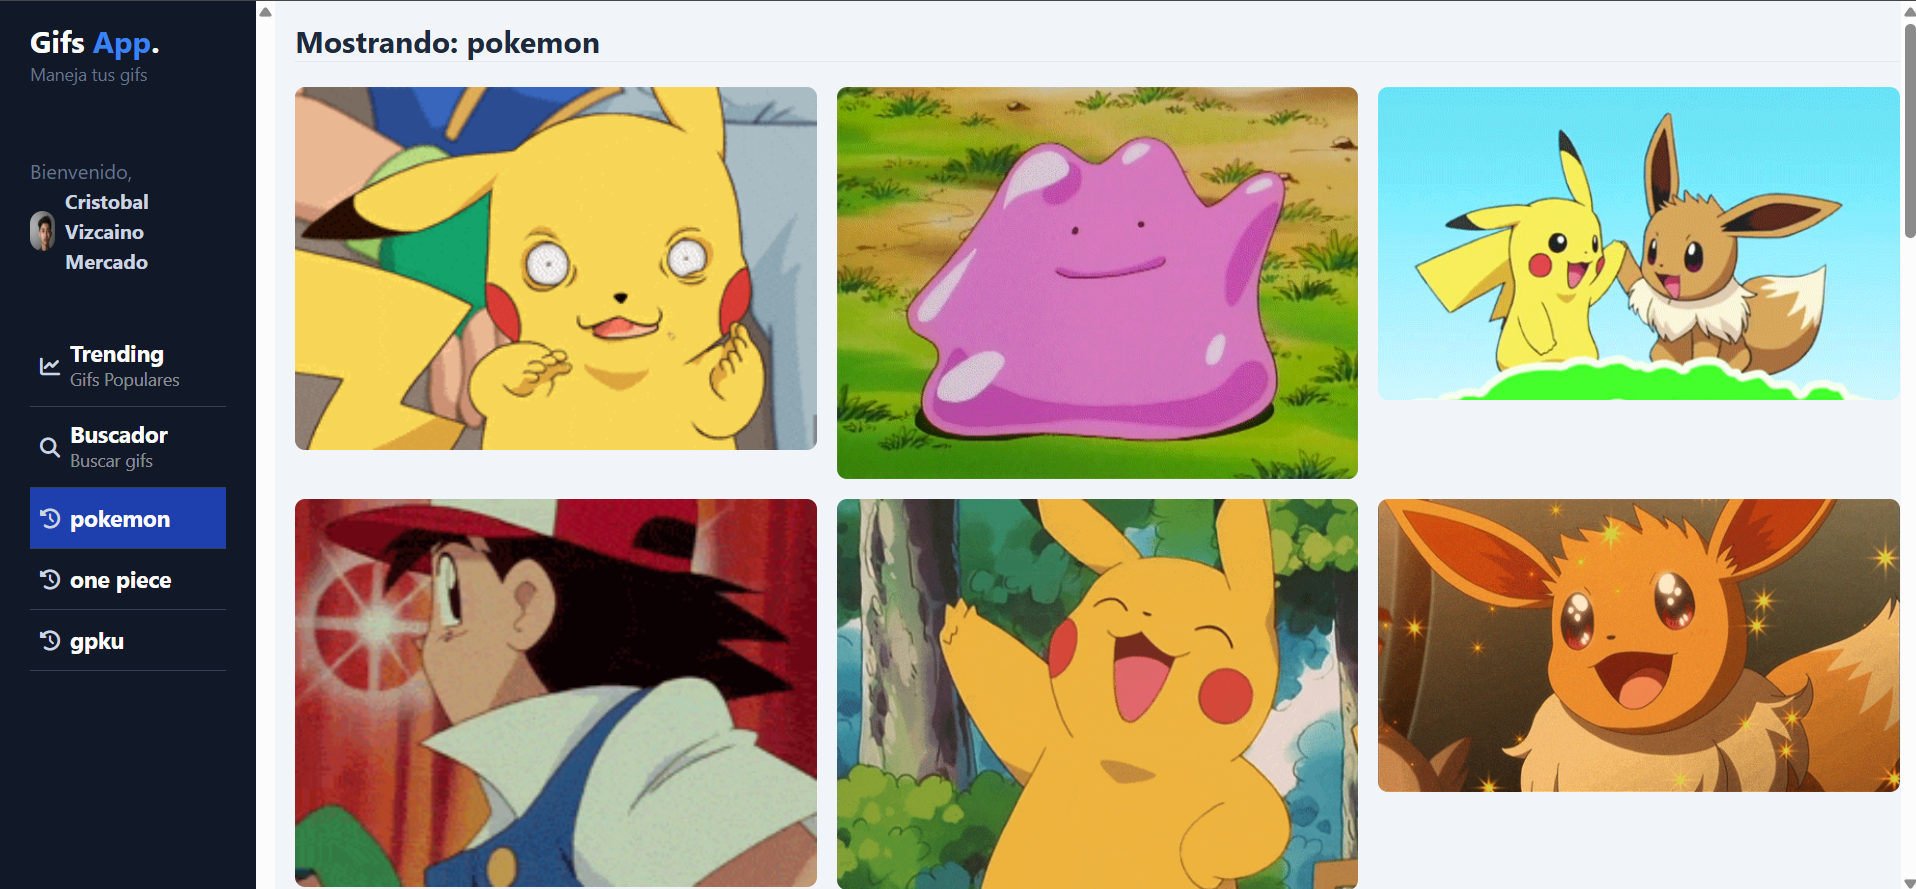 Gifs App.
Maneja tus gifs
Bienvenido,
Cristobal
Vizcaino
Mercado
Trending
Gifs Populares
Buscador
Buscar gifs
pokemon
one piece
gpku
Mostrando: pokemon